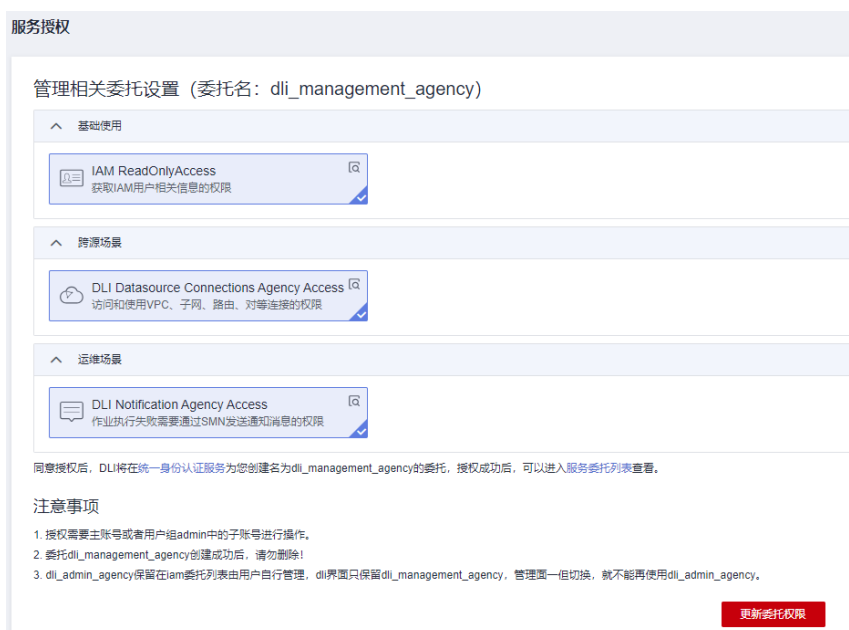 服务授权
管理相关委托设置（委托名：dli_management_agency）
基础使用
IAM ReadOnlyAccess
获取IAM用户相关信息的权限
跨源场景
DLI Datasource Connections Agency Access
访问和使用VPC、子网、路由、对等连接的权限
运维场景
DLI Notification Agency Access
作业执行失败需要通过SMN发送通知消息的权限
同意授权后，DLI将在统一身份认证服务为您创建名为dli_management_agency的委托，授权成功后，可以进入服务委托列表查看。
注意事项
1. 授权需要主账号或者用户组admin中的子账号进行操作。
2. 委托dli_management_agency创建成功后，请勿删除！
3. dli_admin_agency保留在iam委托列表由用户自行管理，dli界面只保留dli_management_agency，管理面一但切换，就不能再使用dli_admin_agency。
更新委托权限